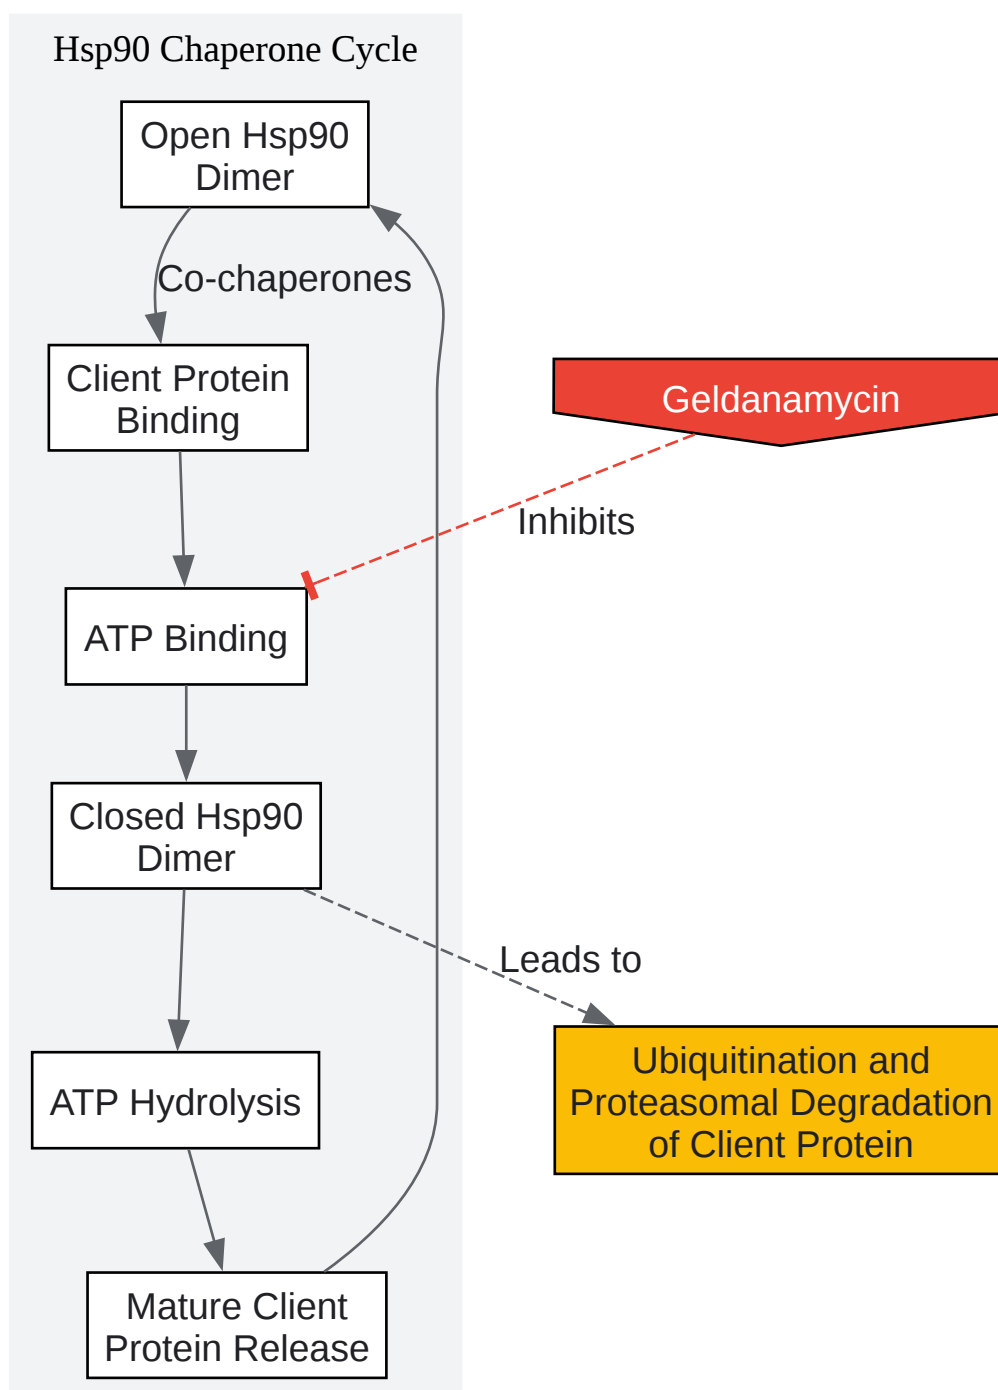 Hsp90 Chaperone Cycle
Open Hsp90
Dimer
Co-chaperones
Client Protein
Binding
Geldanamycin
Inhibits
ATP Binding
Closed Hsp90
Dimer
Leads to
Ubiquitination and
Proteasomal Degradation
of Client Protein
ATP Hydrolysis
Mature Client
Protein Release